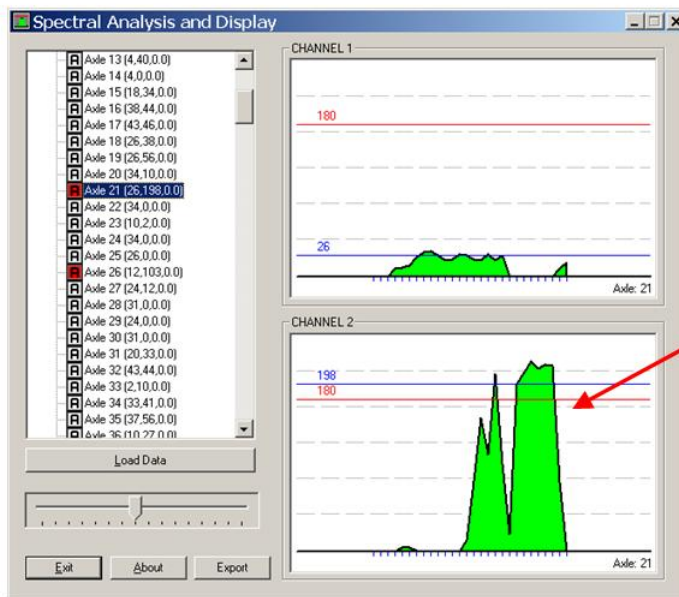 Spectral Analysis and Display
Axle 13 (4,40,0.0)
Axle 14 (4,0,0.0)
Axle 15 (18,34,0.0)
Axle 16 (38,44,0.0)
Axle 17 (43,46,0.0)
Axle 18 (26,38,0.0)
Axle 19 (26,56,0.0)
Axle 20 (34,10,0.0)
Axle 21 (26,198,0.0)
Axle 22 (34,0,0.0)
Axle 23 (10,2,0.0)
Axle 24 (34,0,0.0)
Axle 25 (26,0,0.0)
Axle 26 (12,103,0.0)
Axle 27 (24,12,0.0)
Axle 28 (31,0,0.0)
Axle 29 (24,0,0.0)
Axle 30 (31,0,0.0)
Axle 31 (20,33,0.0)
Axle 32 (43,44,0.0)
Axle 33 (2,10,0.0)
Axle 34 (33,41,0.0)
Axle 35 (37,56,0.0)
Axle 36 (10,27,0.0)
Load Data
Exit
About
Export
CHANNEL 1
180
26
Axle: 21
CHANNEL 2
198
180
Axle: 21